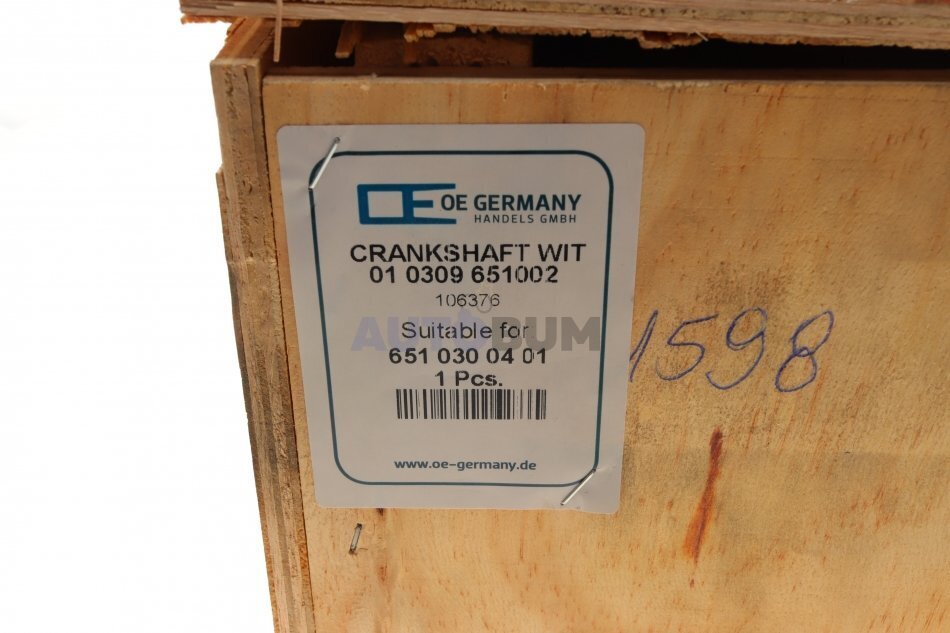 OE GERMANY
HANDELS GMBH
CRANKSHAFT WIT
01 0309 651002
106376
AUTOBUM
Suitable for
651 030 04 01
1 Pcs.
www.oe-germany.de
1598